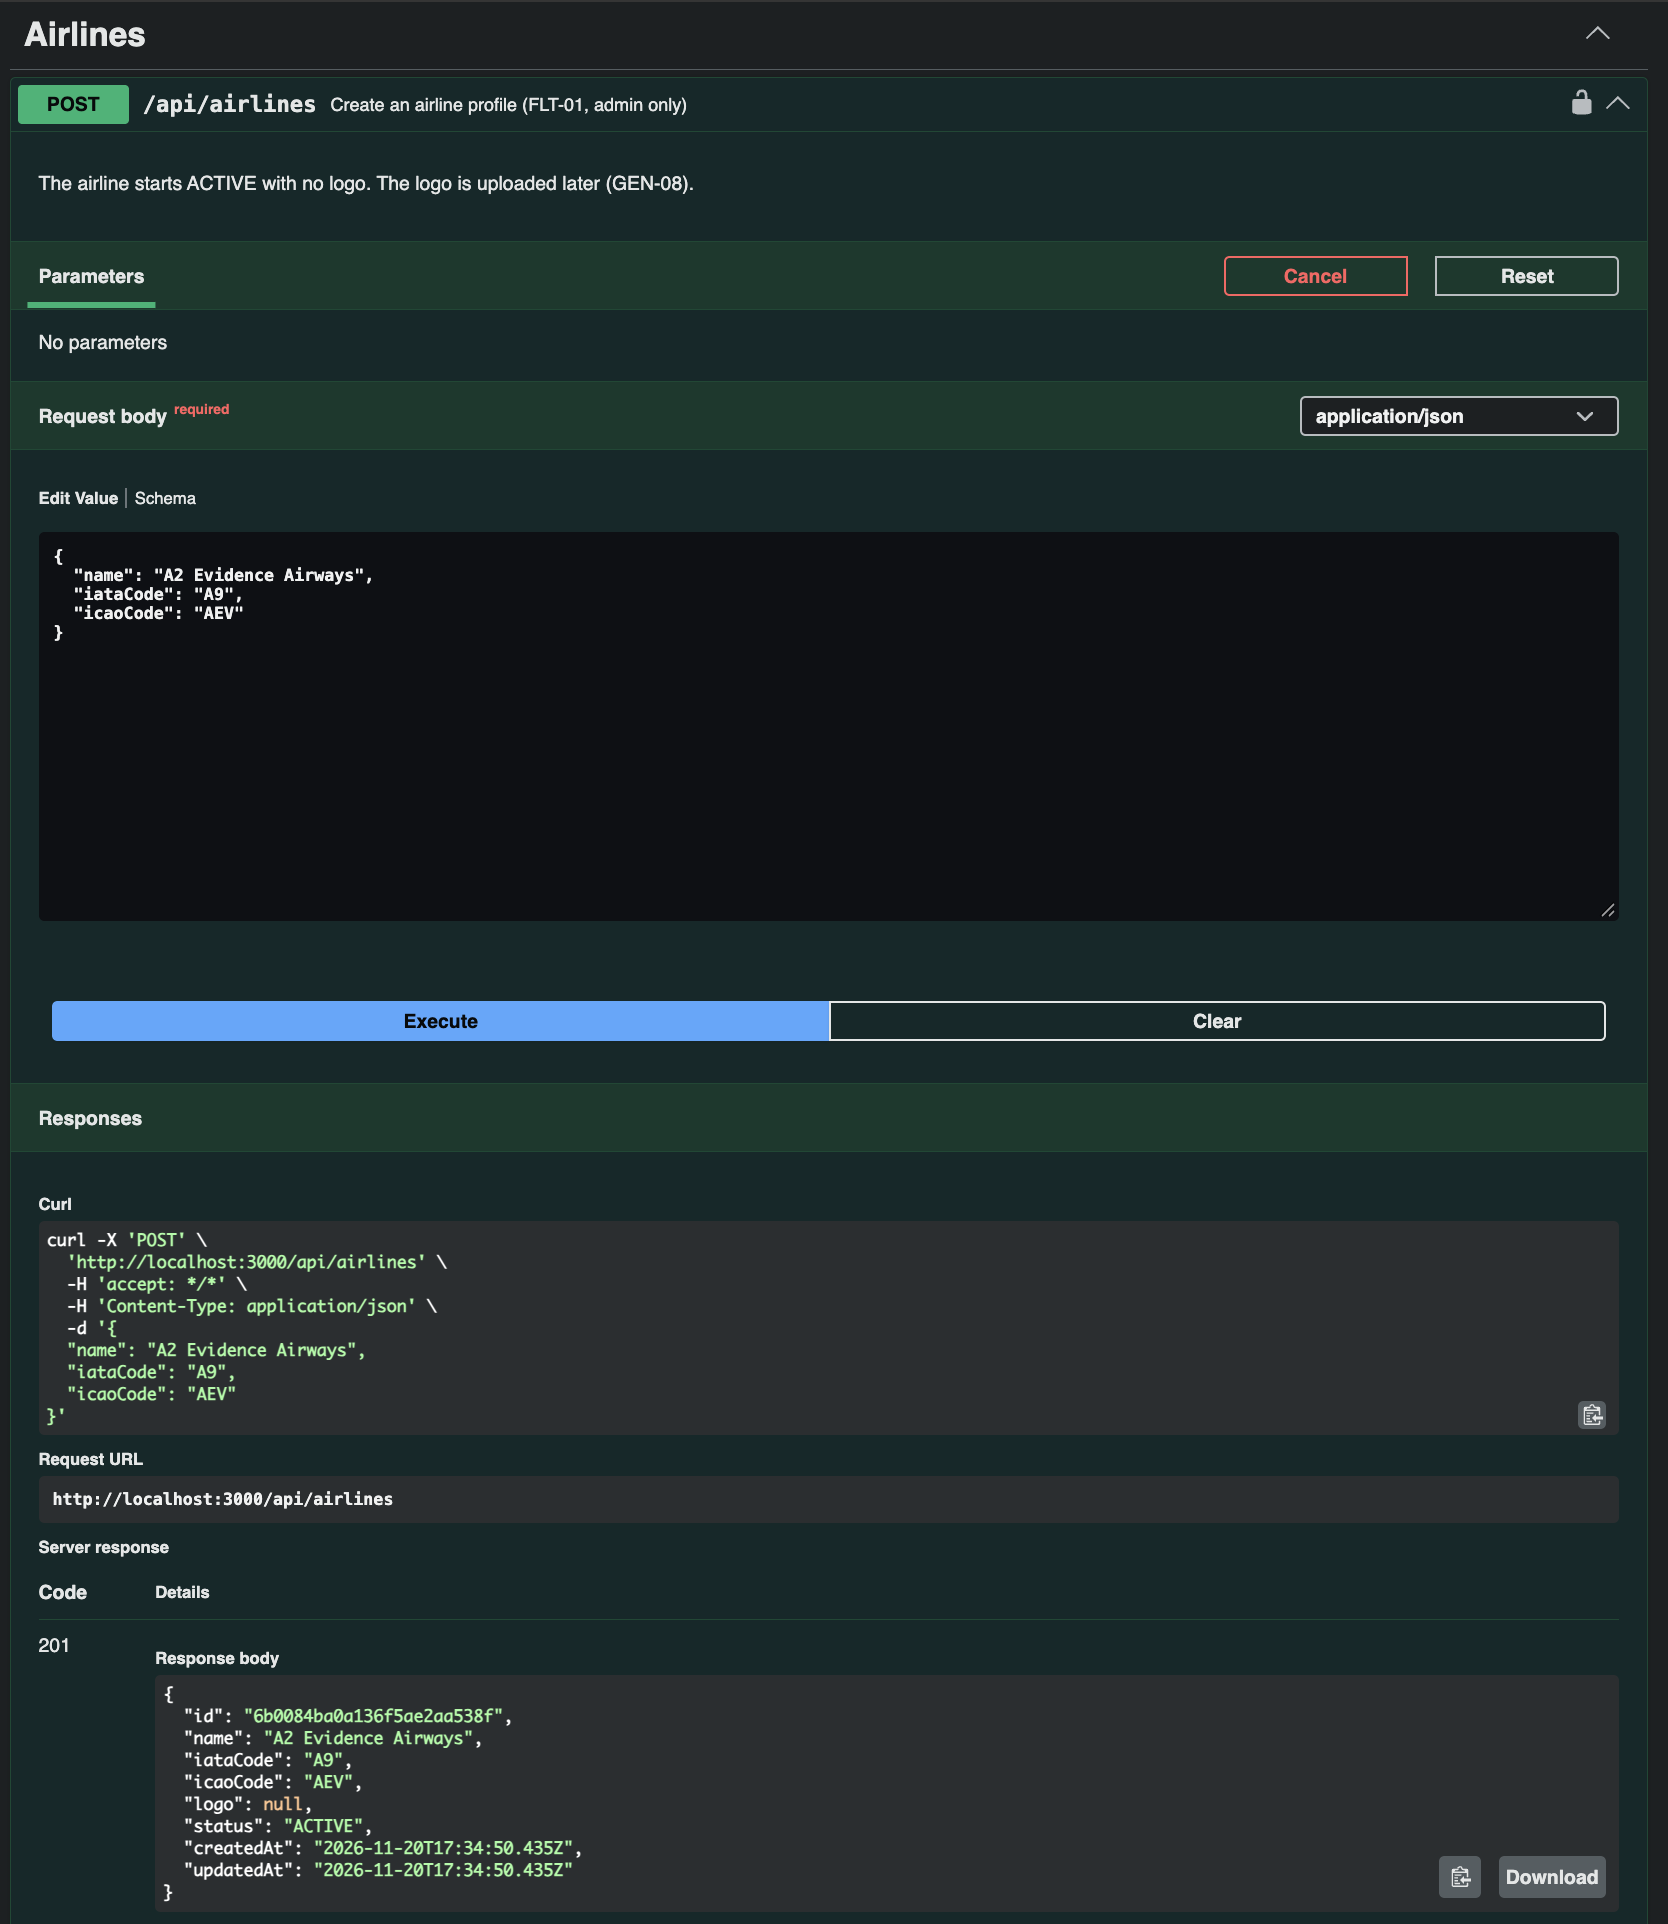 Airlines
POST /api/airlines Create an airline profile (FLT-01, admin only)
The airline starts ACTIVE with no logo. The logo is uploaded later (GEN-08).
Parameters
Cancel
Reset
No parameters
Request body required
application/json
Edit Value | Schema
{
  "name": "A2 Evidence Airways",
  "iataCode": "A9",
  "icaoCode": "AEV"
}
Execute
Clear
Responses
Curl
curl -X 'POST' \
  'http://localhost:3000/api/airlines' \
  -H 'accept: */*' \
  -H 'Content-Type: application/json' \
  -d '{
  "name": "A2 Evidence Airways",
  "iataCode": "A9",
  "icaoCode": "AEV"
}'
Request URL
http://localhost:3000/api/airlines
Server response
Code Details
201
Response body
{
  "id": "6b0084ba0a136f5ae2aa538f",
  "name": "A2 Evidence Airways",
  "iataCode": "A9",
  "icaoCode": "AEV",
  "logo": null,
  "status": "ACTIVE",
  "createdAt": "2026-11-20T17:34:50.435Z",
  "updatedAt": "2026-11-20T17:34:50.435Z"
}
Download